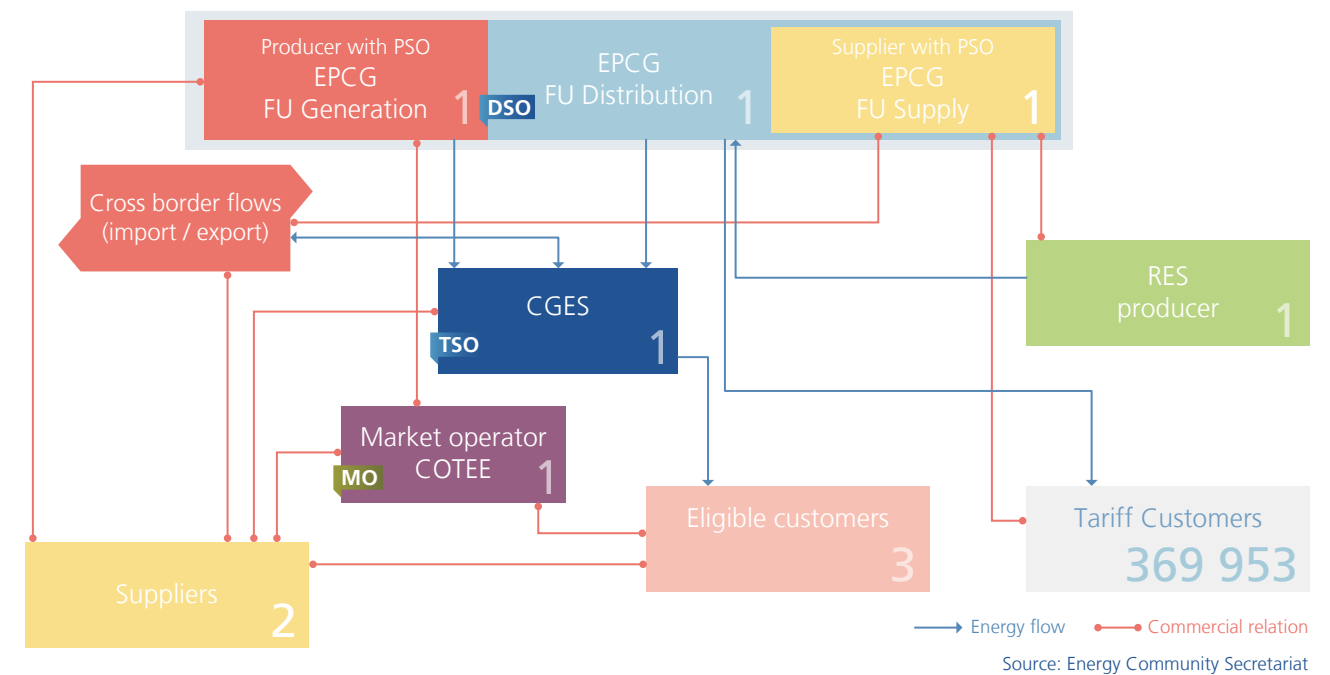 Producer with PSO
EPCG
FU Generation
1
DSO
EPCG
FU Distribution
1
Supplier with PSO
EPCG
FU Supply
1
Cross border flows
(import / export)
CGES
TSO
1
RES
producer
1
Market operator
COTEE
MO
1
Eligible customers
3
Tariff Customers
369 953
Suppliers
2
Energy flow
Commercial relation
Source: Energy Community Secretariat